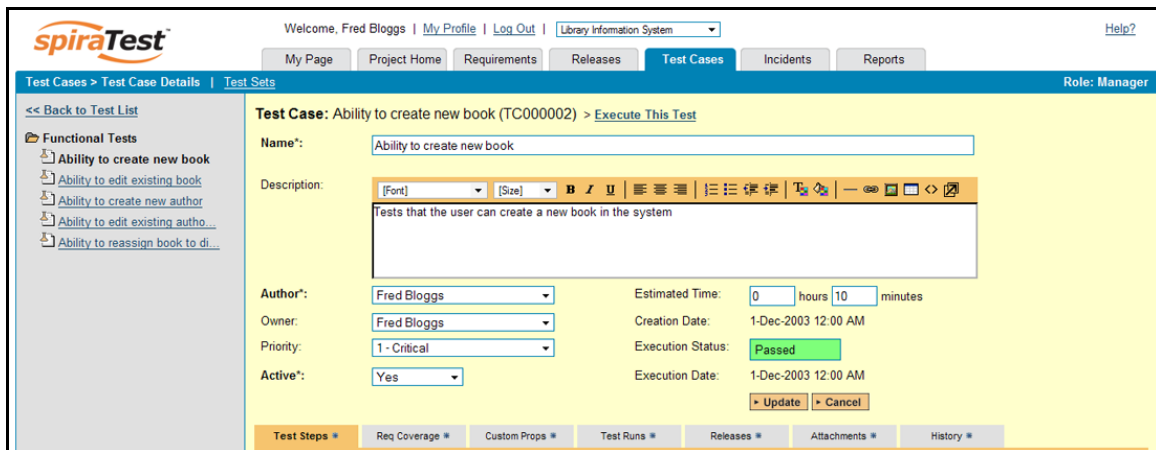 spiraTest™
Welcome, Fred Bloggs | My Profile | Log Out | Library Information System
Help?
My Page Project Home Requirements Releases Test Cases Incidents Reports
Test Cases > Test Case Details | Test Sets
Role: Manager
<< Back to Test List
Functional Tests
Ability to create new book
Ability to edit existing book
Ability to create new author
Ability to edit existing autho...
Ability to reassign book to di...
Test Case: Ability to create new book (TC000002) > Execute This Test
Name*: Ability to create new book
Description:
[Font] [Size] B I U
Tests that the user can create a new book in the system
Author*: Fred Bloggs Estimated Time: 0 hours 10 minutes
Owner: Fred Bloggs Creation Date: 1-Dec-2003 12:00 AM
Priority: 1 - Critical Execution Status: Passed
Active*: Yes Execution Date: 1-Dec-2003 12:00 AM
Update Cancel
Test Steps Req Coverage Custom Props Test Runs Releases Attachments History